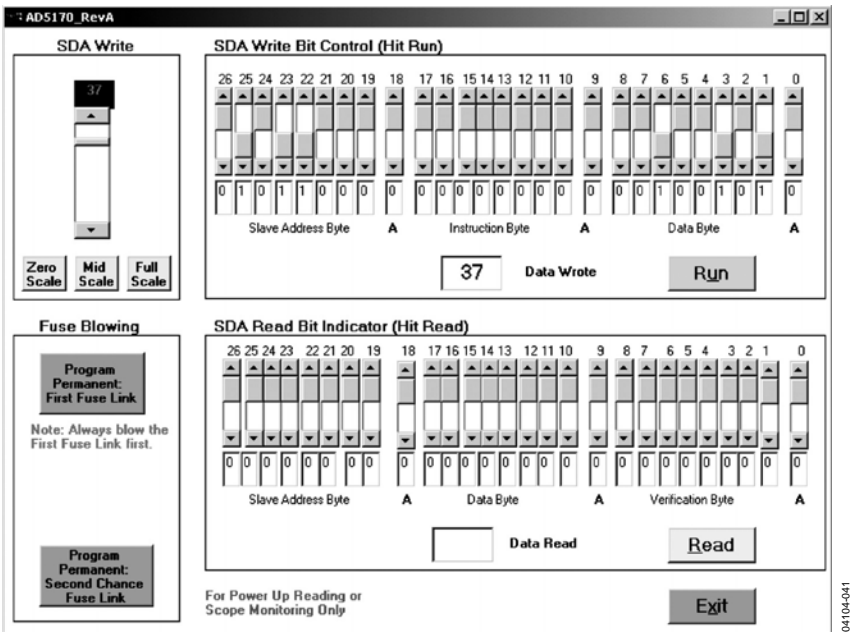 AD5170_RevA
SDA Write
37
Zero Scale
Mid Scale
Full Scale
SDA Write Bit Control (Hit Run)
26 25 24 23 22 21 20 19 18 17 16 15 14 13 12 11 10 9 8 7 6 5 4 3 2 1 0
0 1 0 1 1 0 0 0 0 0 0 0 0 0 0 0 0 0 0 0 1 0 0 1 0 1 0
Slave Address Byte A Instruction Byte A Data Byte A
37 Data Wrote Run
Fuse Blowing
Program
Permanent:
First Fuse Link
Note: Always blow the
First Fuse Link first.
Program
Permanent:
Second Chance
Fuse Link
SDA Read Bit Indicator (Hit Read)
26 25 24 23 22 21 20 19 18 17 16 15 14 13 12 11 10 9 8 7 6 5 4 3 2 1 0
0 0 0 0 0 0 0 0 0 0 0 0 0 0 0 0 0 0 0 0 0 0 0 0 0 0 0
Slave Address Byte A Data Byte A Verification Byte A
Data Read Read
For Power Up Reading or
Scope Monitoring Only
Exit
04104-041